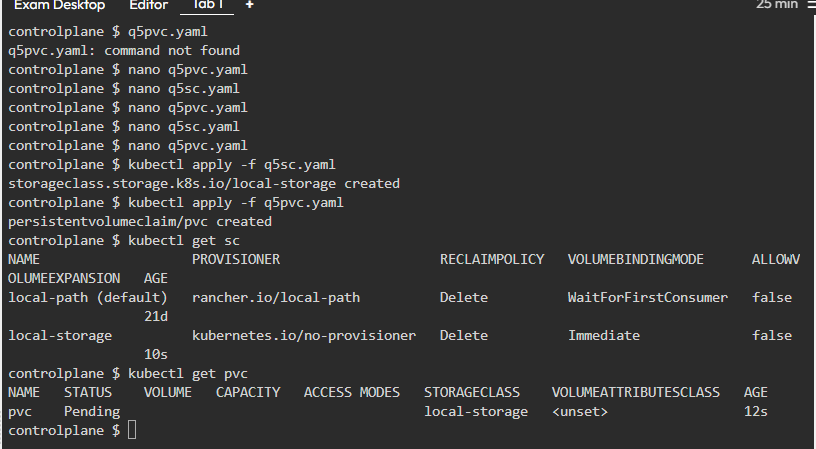 Exam Desktop Editor Tab 1 + 25 min
controlplane $ q5pvc.yaml
q5pvc.yaml: command not found
controlplane $ nano q5pvc.yaml
controlplane $ nano q5sc.yaml
controlplane $ nano q5pvc.yaml
controlplane $ nano q5sc.yaml
controlplane $ nano q5pvc.yaml
controlplane $ kubectl apply -f q5sc.yaml
storageclass.storage.k8s.io/local-storage created
controlplane $ kubectl apply -f q5pvc.yaml
persistentvolumeclaim/pvc created
controlplane $ kubectl get sc
NAME PROVISIONER RECLAIMPOLICY VOLUMEBINDINGMODE ALLOWV
OLUMEEXPANSION AGE
local-path (default) rancher.io/local-path Delete WaitForFirstConsumer false
21d
local-storage kubernetes.io/no-provisioner Delete Immediate false
10s
controlplane $ kubectl get pvc
NAME STATUS VOLUME CAPACITY ACCESS MODES STORAGECLASS VOLUMEATTRIBUTESCLASS AGE
pvc Pending local-storage <unset> 12s
controlplane $